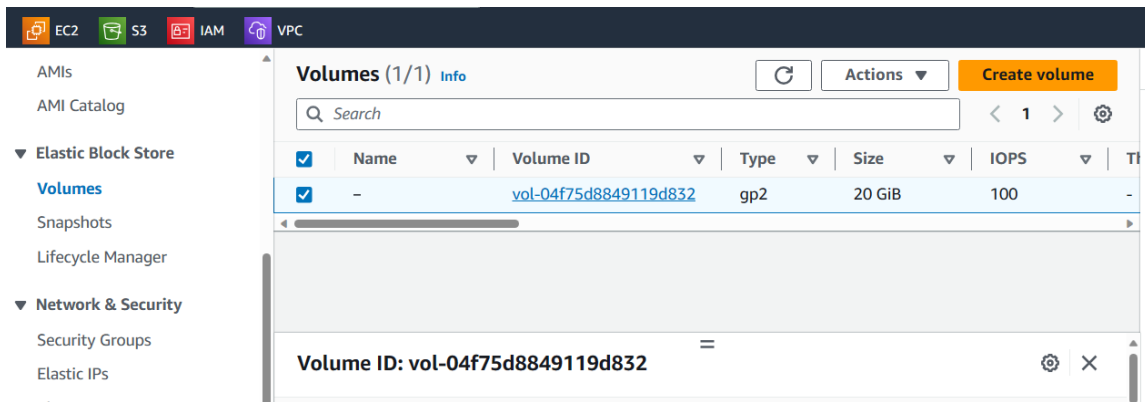 EC2 S3 IAM VPC
AMIs
AMI Catalog
Elastic Block Store
Volumes
Snapshots
Lifecycle Manager
Network & Security
Security Groups
Elastic IPs
Volumes (1/1) Info
Actions
Create volume
Search
1
Name Volume ID Type Size IOPS
– vol-04f75d8849119d832 gp2 20 GiB 100 -
Volume ID: vol-04f75d8849119d832